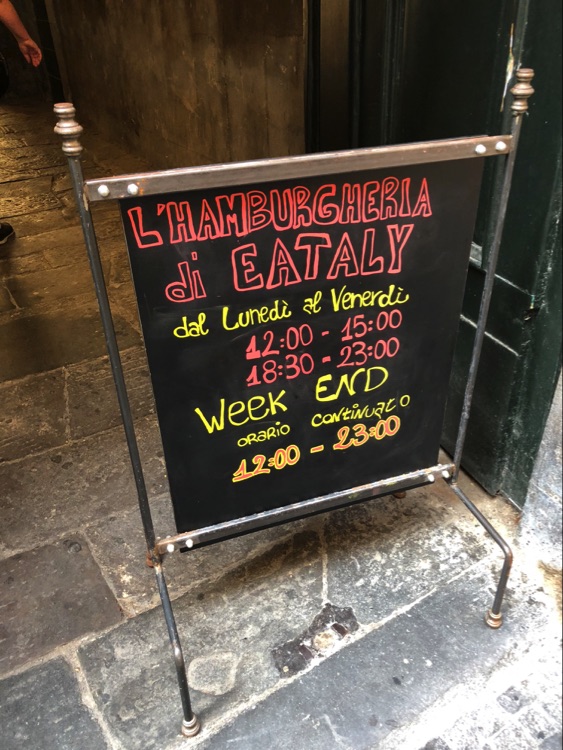 L'HAMBURGHERIA
di EATALY
dal Lunedì al Venerdì
12:00 - 15:00
18:30 - 23:00
WEEK END
ORARIO CONTINUATO
12:00 - 23:00